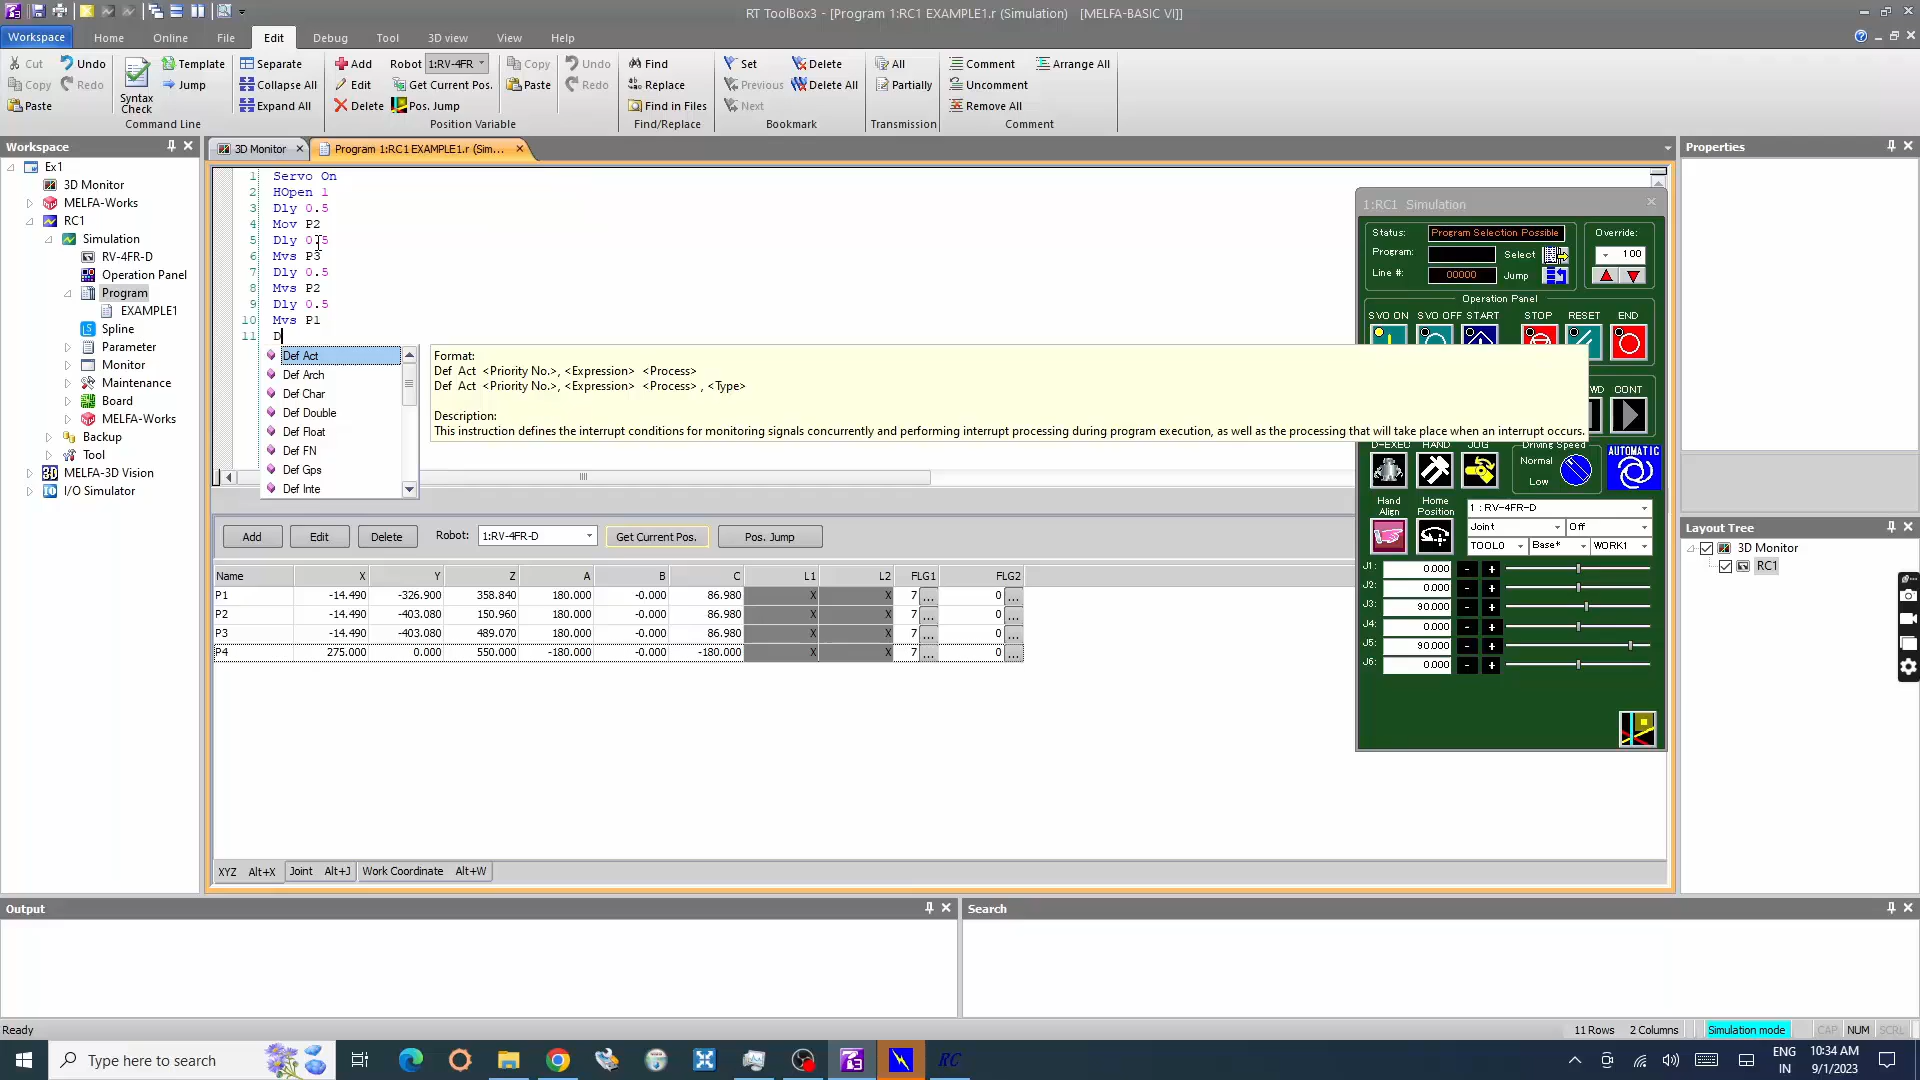 RT ToolBox3 - [Program 1:RC1 EXAMPLE1.r (Simulation)    [MELFA-BASIC VI]]
Workspace Home Online File Edit Debug Tool 3D view View Help
Cut Undo Template Separate Add Robot 1:RV-4FR Copy Undo Find Set Delete All Comment Arrange All
Copy Redo Jump Collapse All Edit Get Current Pos. Paste Redo Replace Previous Delete All Partially Uncomment
Paste Syntax Check Expand All Delete Pos. Jump Find in Files Next Remove All
Command Line Position Variable Find/Replace Bookmark Transmission Comment
Workspace
Ex1
3D Monitor
MELFA-Works
RC1
Simulation
RV-4FR-D
Operation Panel
Program
EXAMPLE1
Spline
Parameter
Monitor
Maintenance
Board
MELFA-Works
Backup
Tool
MELFA-3D Vision
I/O Simulator
3D Monitor Program 1:RC1 EXAMPLE1.r (Sim...
1 Servo On
2 HOpen 1
3 Dly 0.5
4 Mov P2
5 Dly 0.5
6 Mvs P3
7 Dly 0.5
8 Mvs P2
9 Dly 0.5
10 Mvs P1
11 D
Def Act
Def Arch
Def Char
Def Double
Def Float
Def FN
Def Gps
Def Inte
Format:
Def Act <Priority No.>, <Expression> <Process>
Def Act <Priority No.>, <Expression> <Process> , <Type>
Description:
This instruction defines the interrupt conditions for monitoring signals concurrently and performing interrupt processing during program execution, as well as the processing that will take place when an interrupt occurs.
Add Edit Delete Robot: 1:RV-4FR-D Get Current Pos. Pos. Jump
Name X Y Z A B C L1 L2 FLG1 FLG2
P1 -14.490 -326.900 358.840 180.000 -0.000 86.980 X X 7 ... 0 ...
P2 -14.490 -403.080 150.960 180.000 -0.000 86.980 X X 7 ... 0 ...
P3 -14.490 -403.080 489.070 180.000 -0.000 86.980 X X 7 ... 0 ...
P4 275.000 0.000 550.000 -180.000 -0.000 -180.000 X X 7 ... 0 ...
XYZ Alt+X Joint Alt+J Work Coordinate Alt+W
1:RC1 Simulation
Status: Program Selection Possible Override:
Program: Select 100
Line #: 00000 Jump
Operation Panel
SVO ON SVO OFF START STOP RESET END
WD CONT
D-EXEC HAND JOG Driving Speed AUTOMATIC
Normal
Low
Hand Align Home Position 1 : RV-4FR-D
Joint Off
TOOL0 Base* WORK1
J1: 0.000 - +
J2: 0.000 - +
J3: 90.000 - +
J4: 0.000 - +
J5: 90.000 - +
J6: 0.000 - +
Properties
Layout Tree
3D Monitor
RC1
Output
Search
Ready 11 Rows 2 Columns Simulation mode CAP NUM SCRL
Type here to search
RC
ENG
IN
10:34 AM
9/1/2023